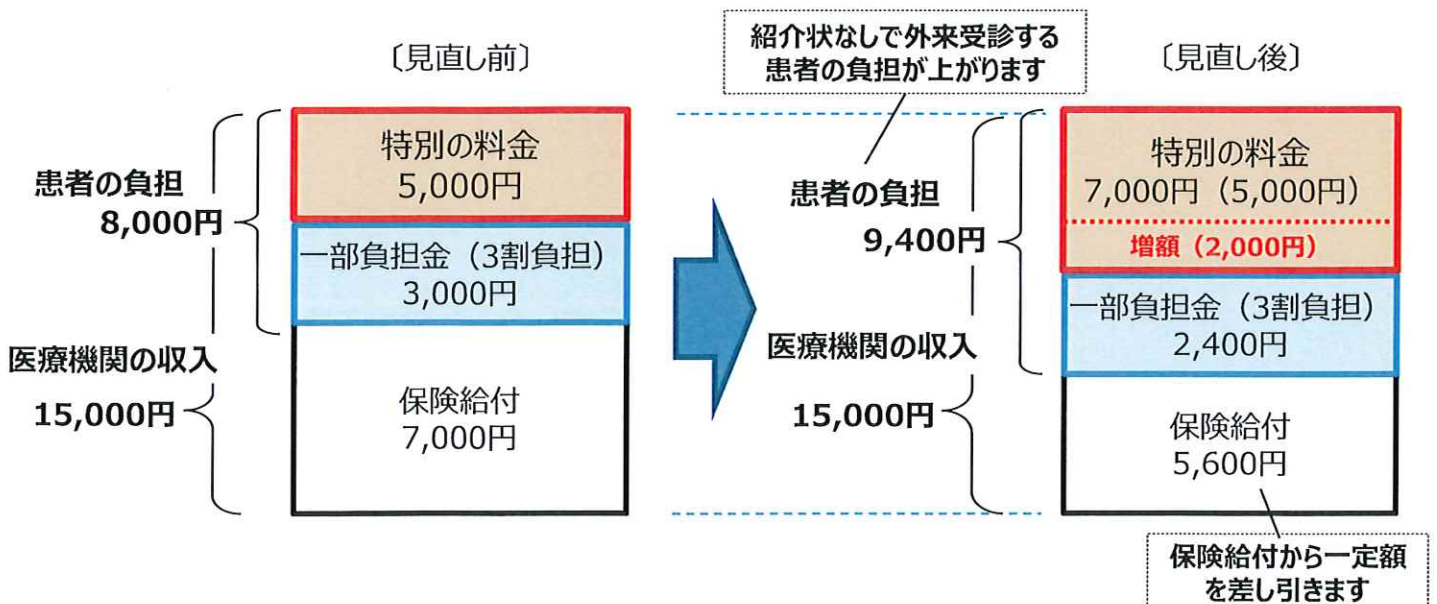 〔見直し前〕
特別の料金
5,000円
患者の負担
8,000円
一部負担金（3割負担）
3,000円
医療機関の収入
15,000円
保険給付
7,000円
紹介状なしで外来受診する
患者の負担が上がります
〔見直し後〕
特別の料金
7,000円（5,000円）
増額（2,000円）
患者の負担
9,400円
一部負担金（3割負担）
2,400円
医療機関の収入
15,000円
保険給付
5,600円
保険給付から一定額
を差し引きます